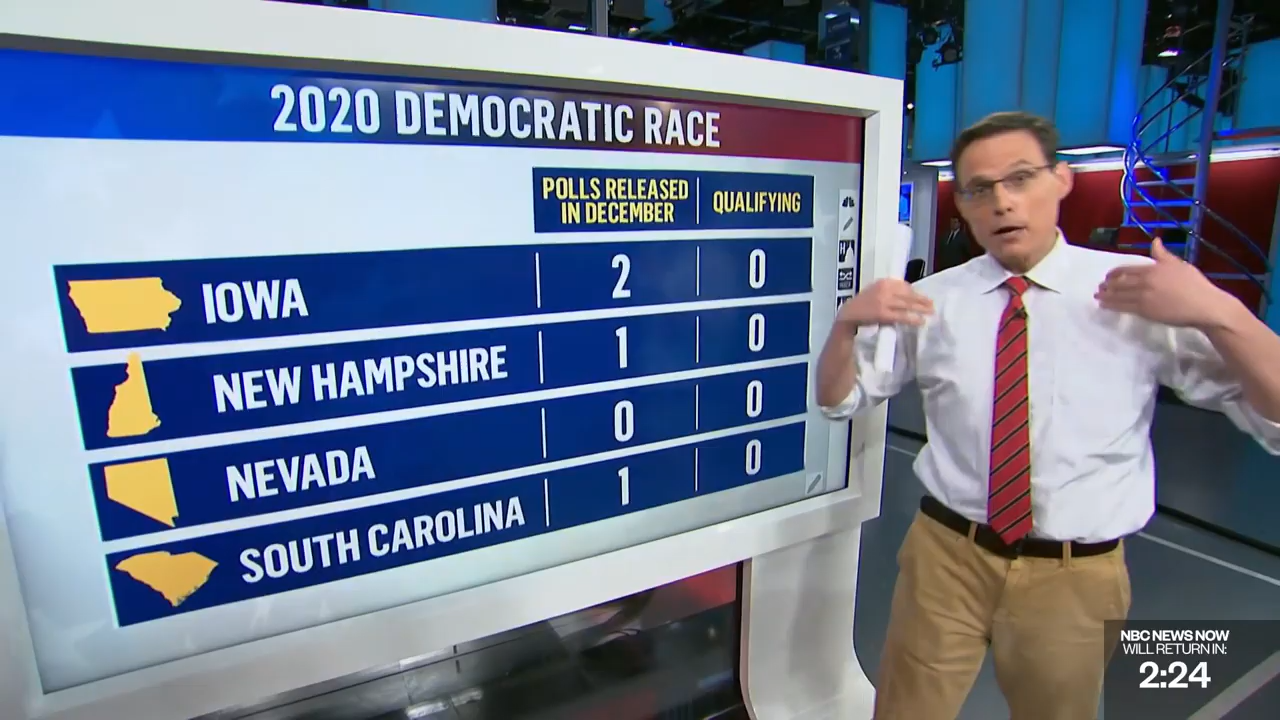 2020 DEMOCRATIC RACE
POLLS RELEASED
IN DECEMBER
QUALIFYING
IOWA 2 0
NEW HAMPSHIRE 1 0
NEVADA 0 0
SOUTH CAROLINA 1 0
NBC NEWS NOW
WILL RETURN IN:
2:24